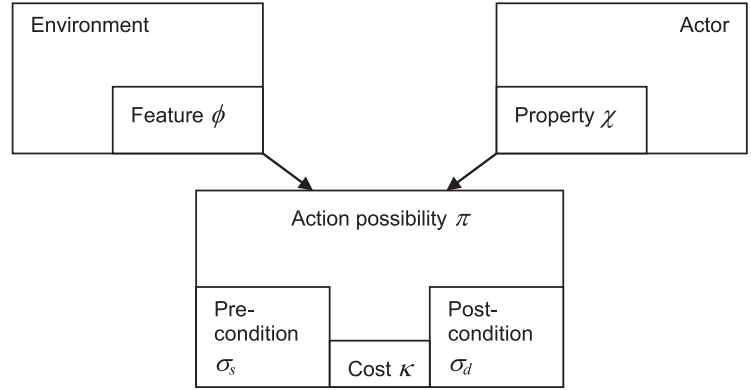 Environment
Actor
Feature ϕ
Property χ
Action possibility π
Pre-
condition
σs
Cost κ
Post-
condition
σd